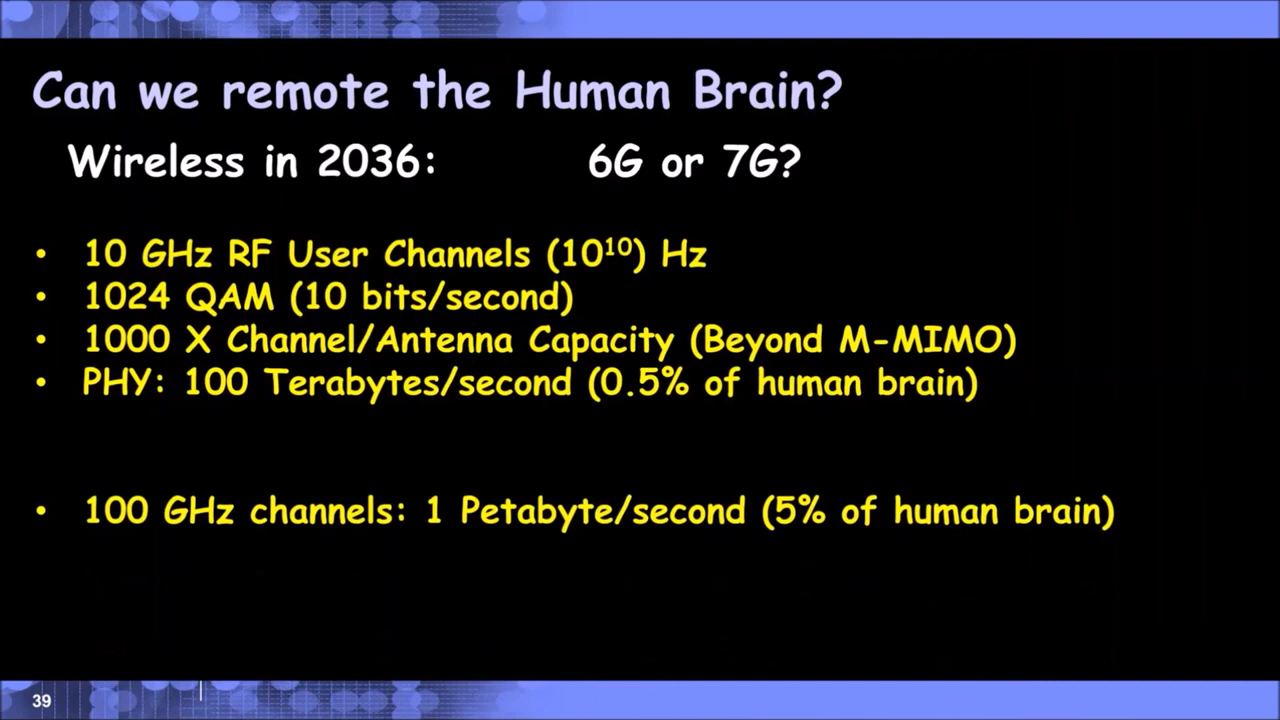 Can we remote the Human Brain?
Wireless in 2036: 6G or 7G?
• 10 GHz RF User Channels (10¹⁰) Hz
• 1024 QAM (10 bits/second)
• 1000 X Channel/Antenna Capacity (Beyond M-MIMO)
• PHY: 100 Terabytes/second (0.5% of human brain)
• 100 GHz channels: 1 Petabyte/second (5% of human brain)
39